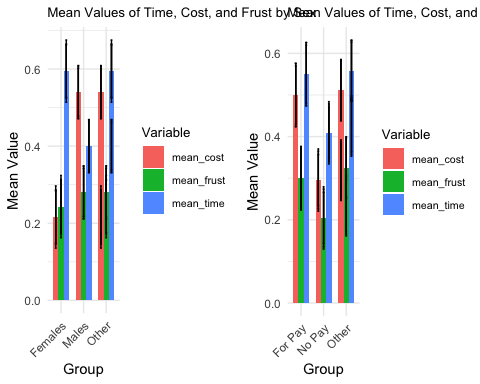 Mean Values of Time, Cost, and Frust by Sex
Mean Values of Time, Cost, and
0.6
0.4
0.2
0.0
Mean Value
Females
Males
Other
Group
Variable
mean_cost
mean_frust
mean_time
0.6
0.4
0.2
0.0
Mean Value
For Pay
No Pay
Other
Group
Variable
mean_cost
mean_frust
mean_time